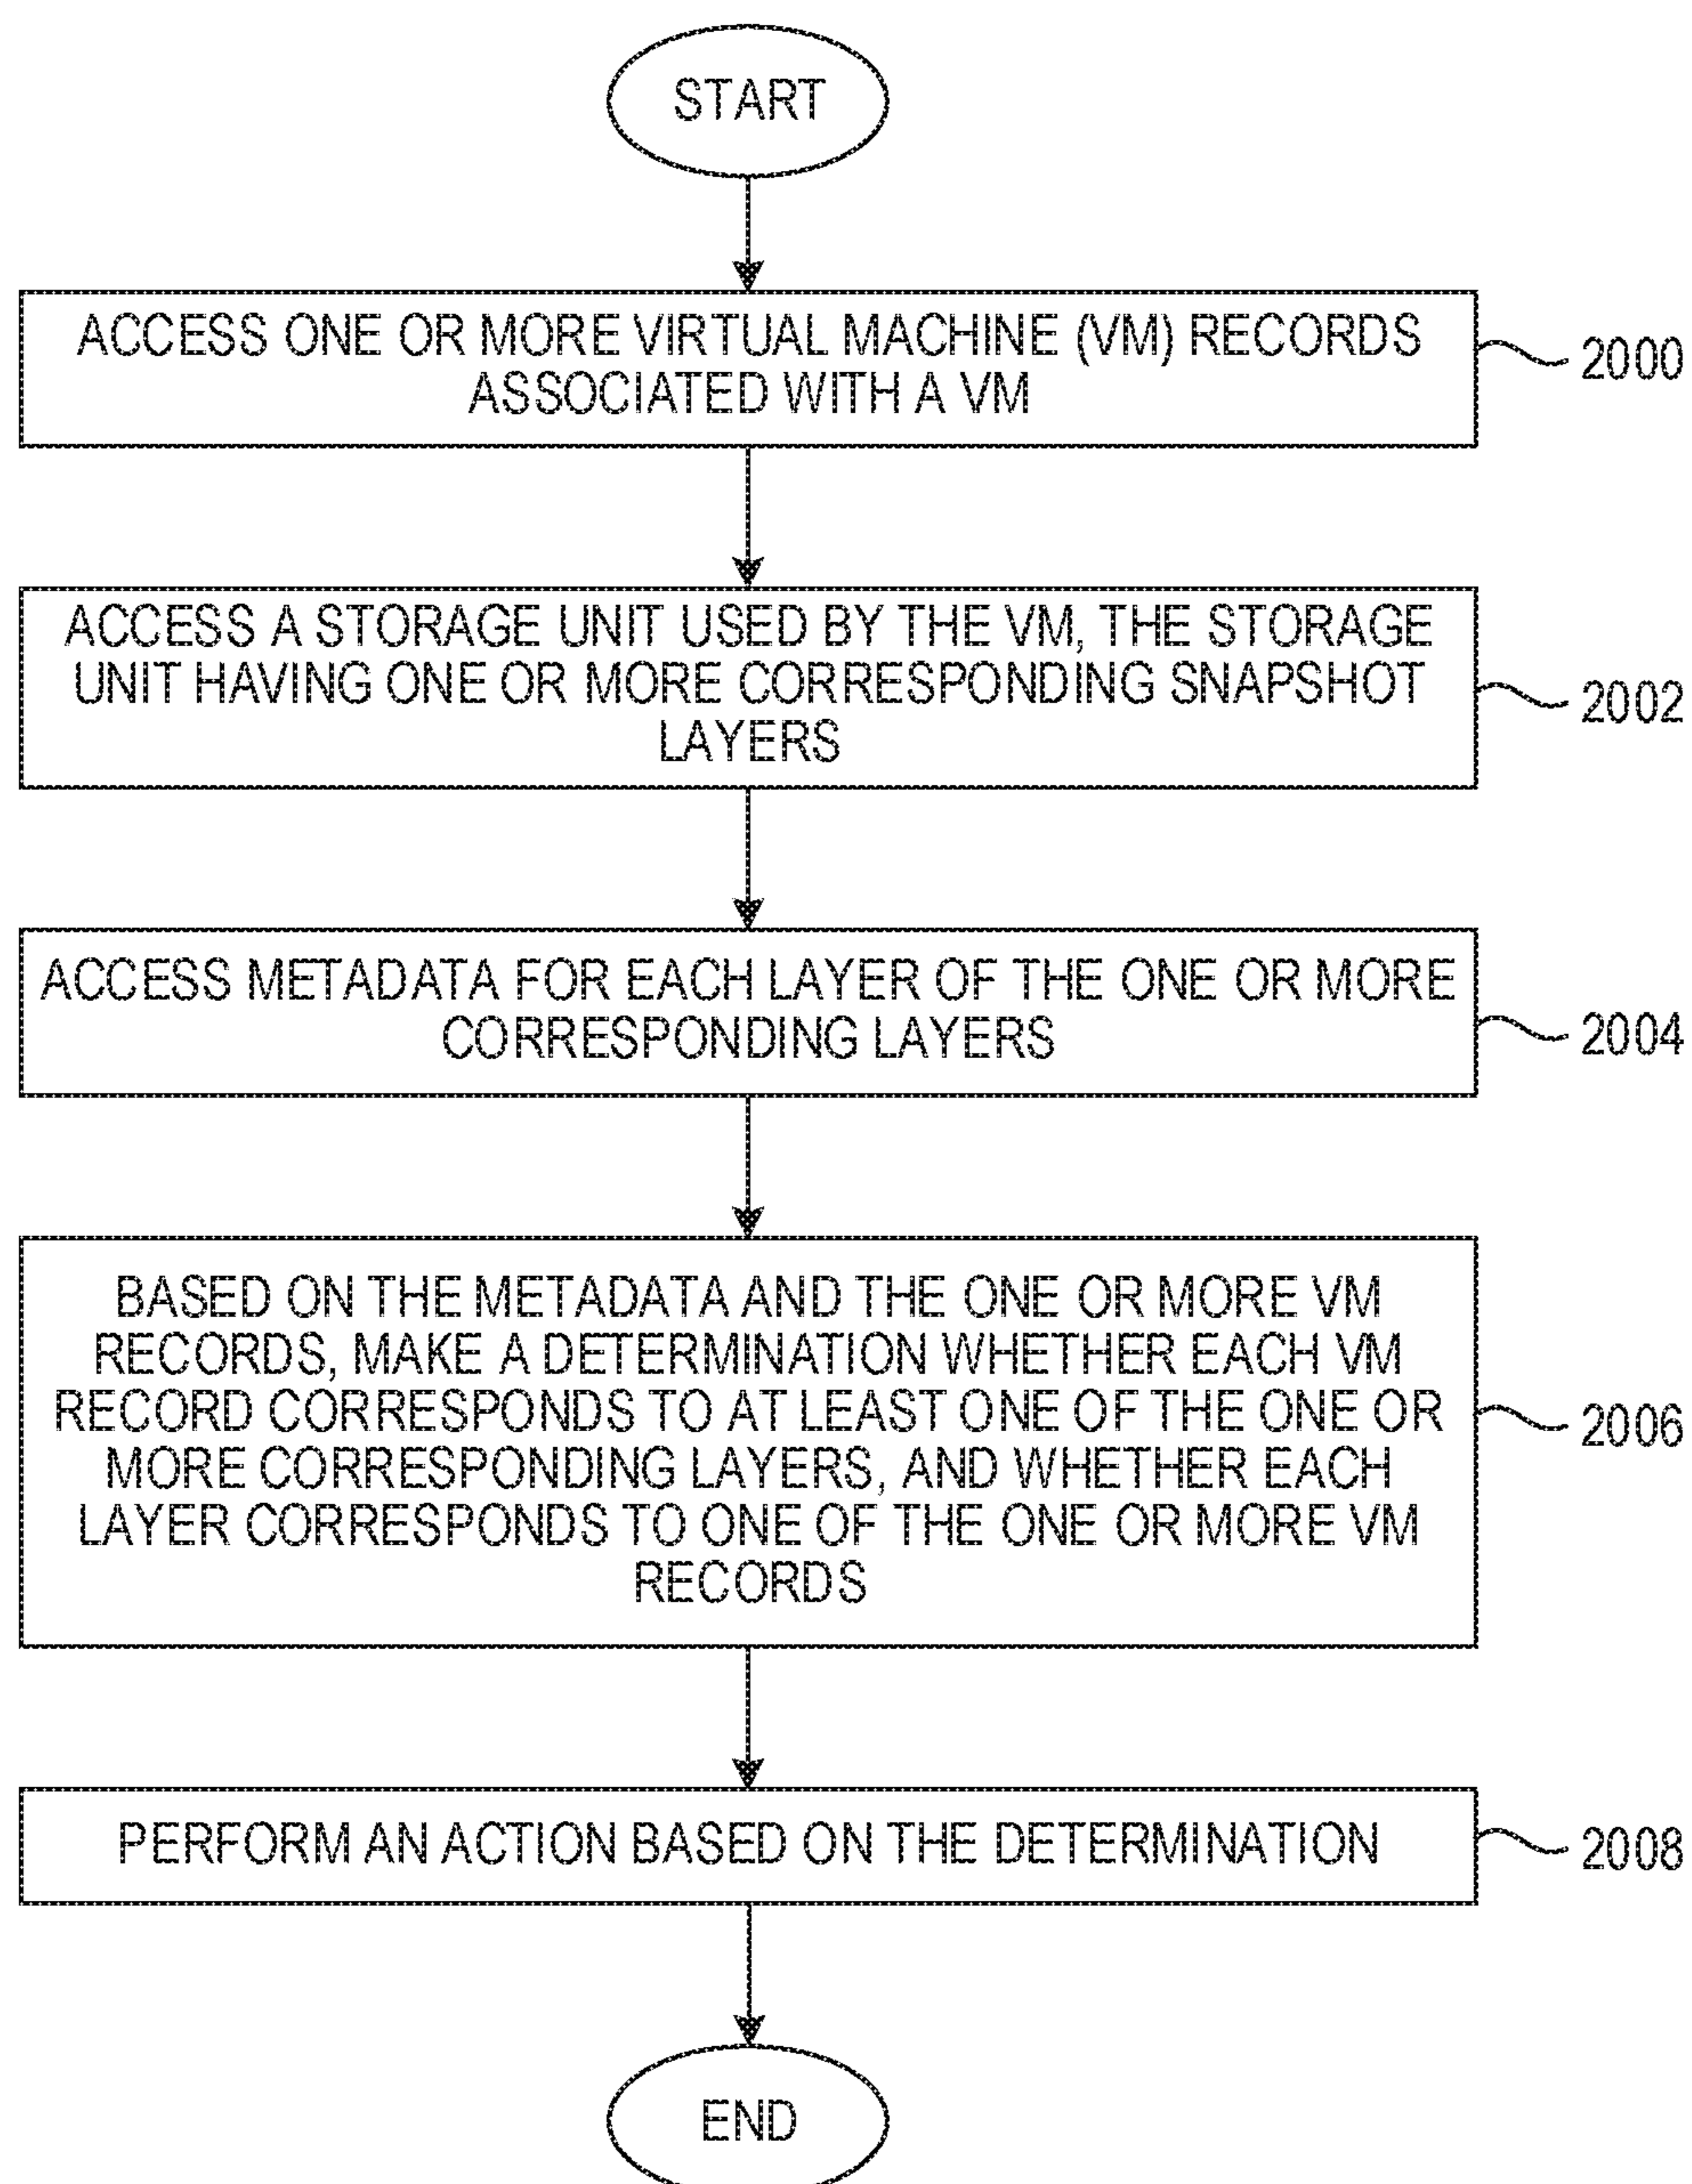 START
ACCESS ONE OR MORE VIRTUAL MACHINE (VM) RECORDS
ASSOCIATED WITH A VM
2000
ACCESS A STORAGE UNIT USED BY THE VM, THE STORAGE
UNIT HAVING ONE OR MORE CORRESPONDING SNAPSHOT
LAYERS
2002
ACCESS METADATA FOR EACH LAYER OF THE ONE OR MORE
CORRESPONDING LAYERS
2004
BASED ON THE METADATA AND THE ONE OR MORE VM
RECORDS, MAKE A DETERMINATION WHETHER EACH VM
RECORD CORRESPONDS TO AT LEAST ONE OF THE ONE OR
MORE CORRESPONDING LAYERS, AND WHETHER EACH
LAYER CORRESPONDS TO ONE OF THE ONE OR MORE VM
RECORDS
2006
PERFORM AN ACTION BASED ON THE DETERMINATION
2008
END